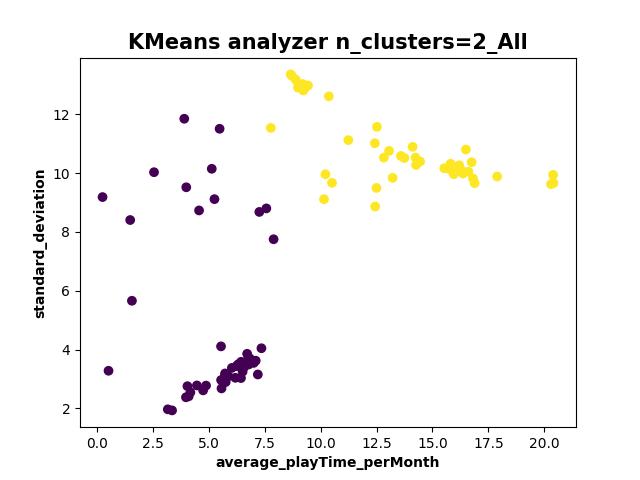 KMeans analyzer n_clusters=2_All
12
10
8
6
4
2
standard_deviation
0.0 2.5 5.0 7.5 10.0 12.5 15.0 17.5 20.0
average_playTime_perMonth